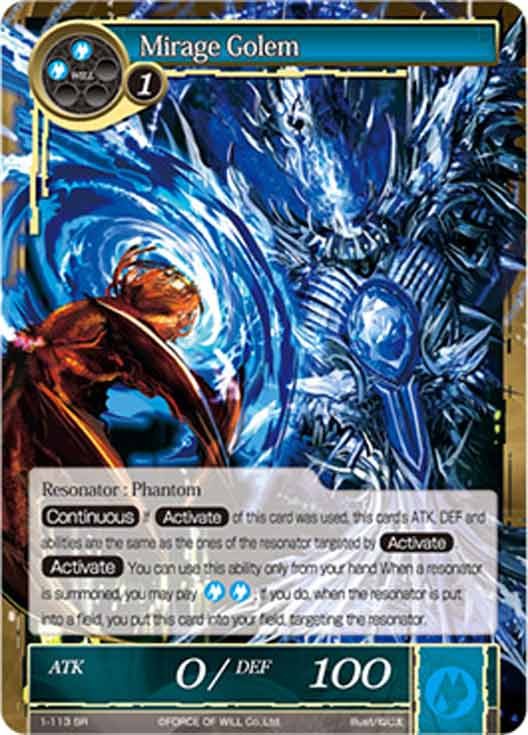 Mirage Golem
WILL
1
Resonator : Phantom
Continuous If Activate of this card was used, this card's ATK, DEF and
abilities are the same as the ones of the resonator targeted by Activate
Activate You can use this ability only from your hand When a resonator
is summoned, you may pay , If you do, when the resonator is put
into a field, you put this card into your field, targeting the resonator.
ATK 0 / DEF 100
1-113 SR ©FORCE OF WILL Co.,Ltd. Illust/